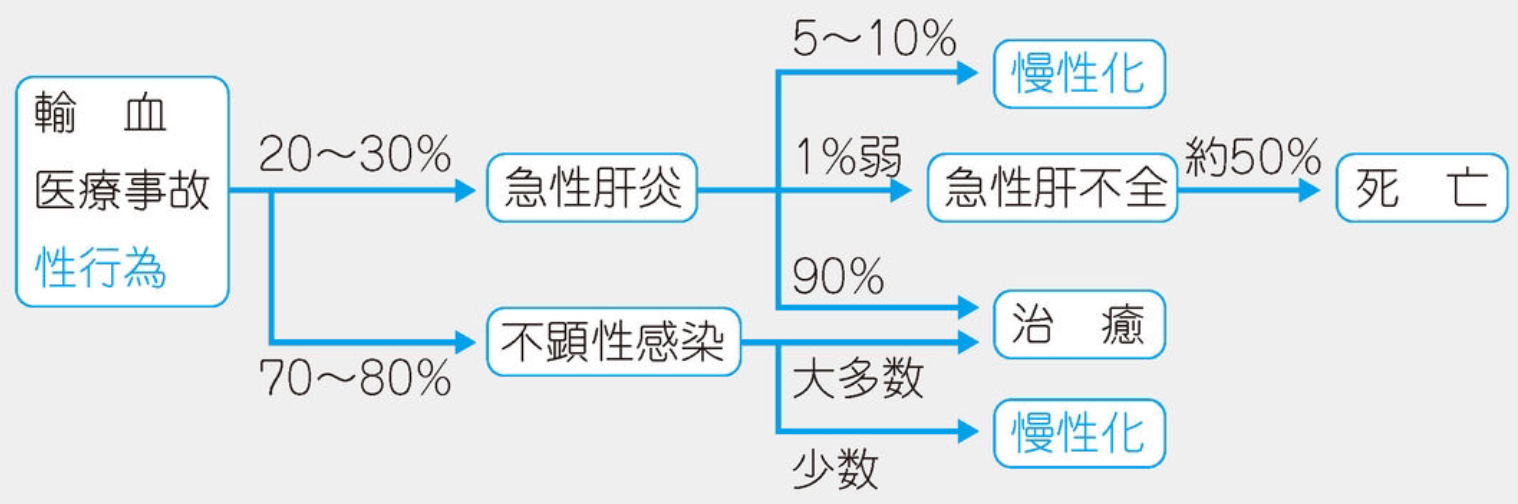 輸　血
医療事故
性行為
20〜30%
急性肝炎
5〜10%
慢性化
1%弱
急性肝不全
約50%
死　亡
90%
治　癒
70〜80%
不顕性感染
大多数
少数
慢性化